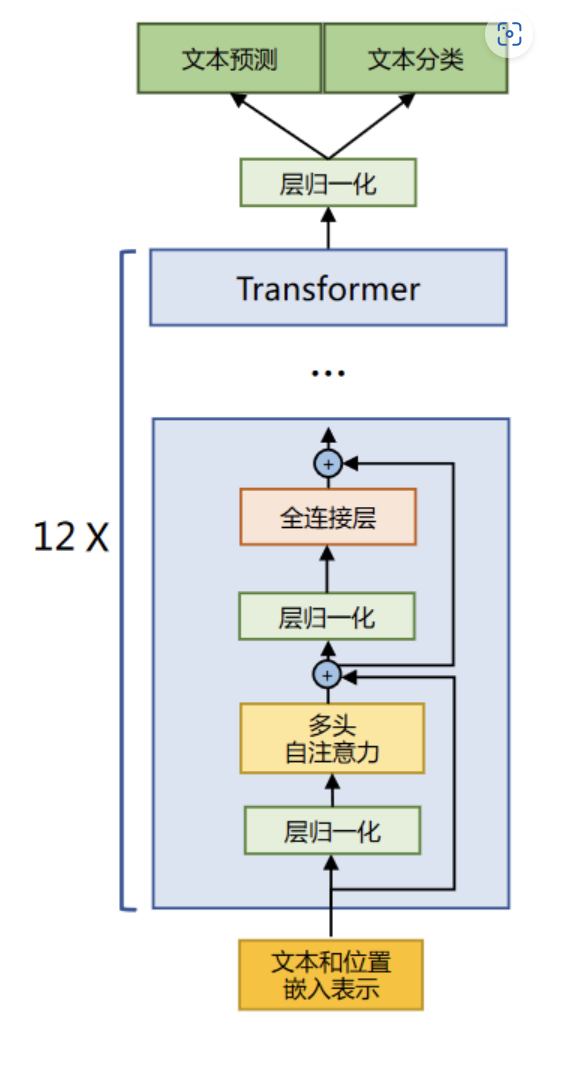 文本预测
文本分类
层归一化
Transformer
...
12 X
+
全连接层
层归一化
+
多头
自注意力
层归一化
文本和位置
嵌入表示